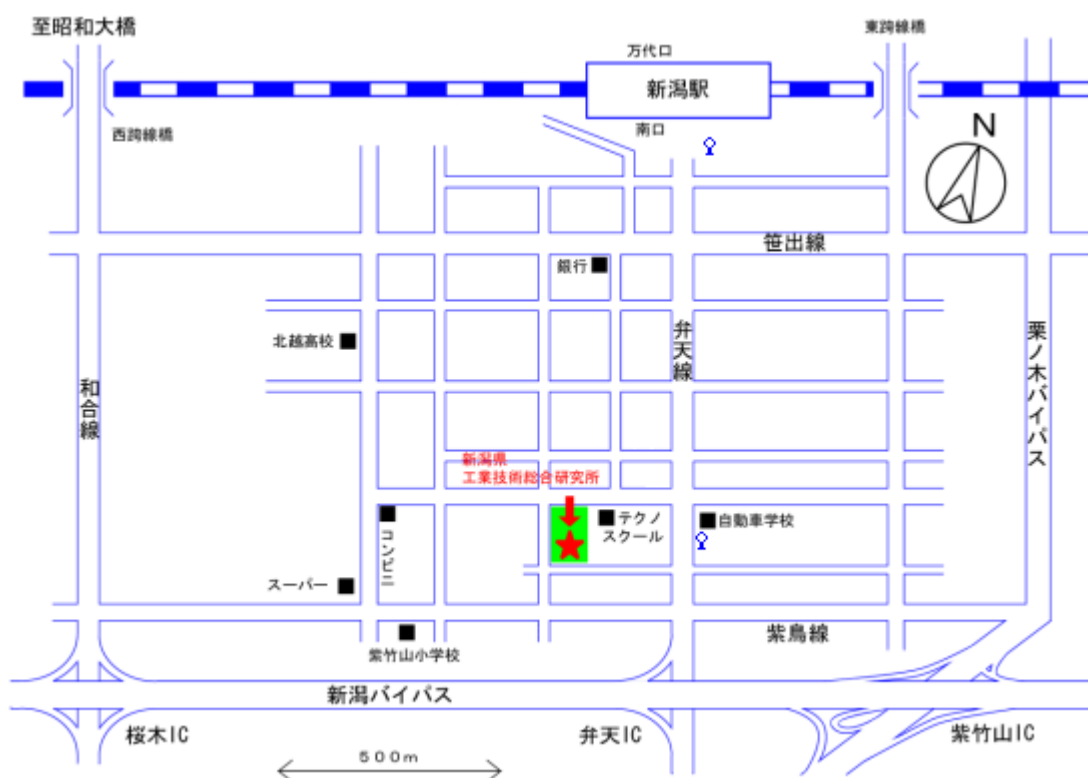 至昭和大橋
東跨線橋
万代口
新潟駅
西跨線橋
南口
N
笹出線
銀行
北越高校
弁天線
栗ノ木バイパス
和合線
新潟県
工業技術総合研究所
テクノ
スクール
自動車学校
コンビニ
スーパー
紫鳥線
紫竹山小学校
新潟バイパス
桜木IC
弁天IC
紫竹山IC
500m